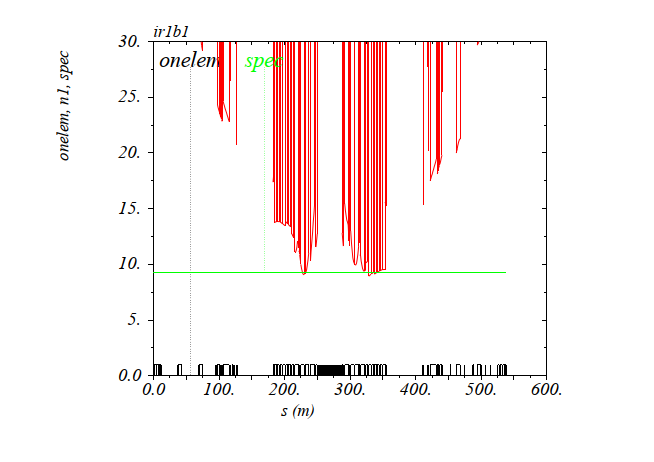 ir1b1
onelem spec
onelem, n1, spec
30.
25.
20.
15.
10.
5.
0.0
0.0 100. 200. 300. 400. 500. 600.
s (m)